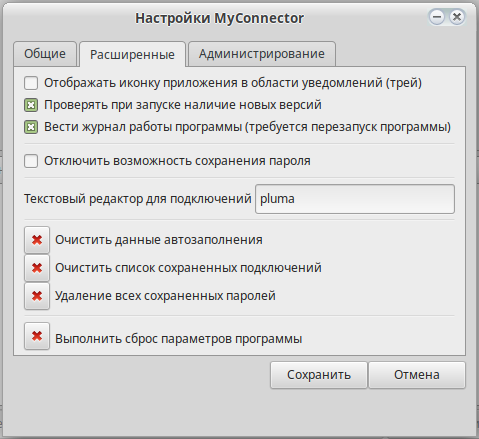 Настройки MyConnector
Общие Расширенные Администрирование
Отображать иконку приложения в области уведомлений (трей)
Проверять при запуске наличие новых версий
Вести журнал работы программы (требуется перезапуск программы)
Отключить возможность сохранения пароля
Текстовый редактор для подключений pluma
Очистить данные автозаполнения
Очистить список сохраненных подключений
Удаление всех сохраненных паролей
Выполнить сброс параметров программы
Сохранить Отмена